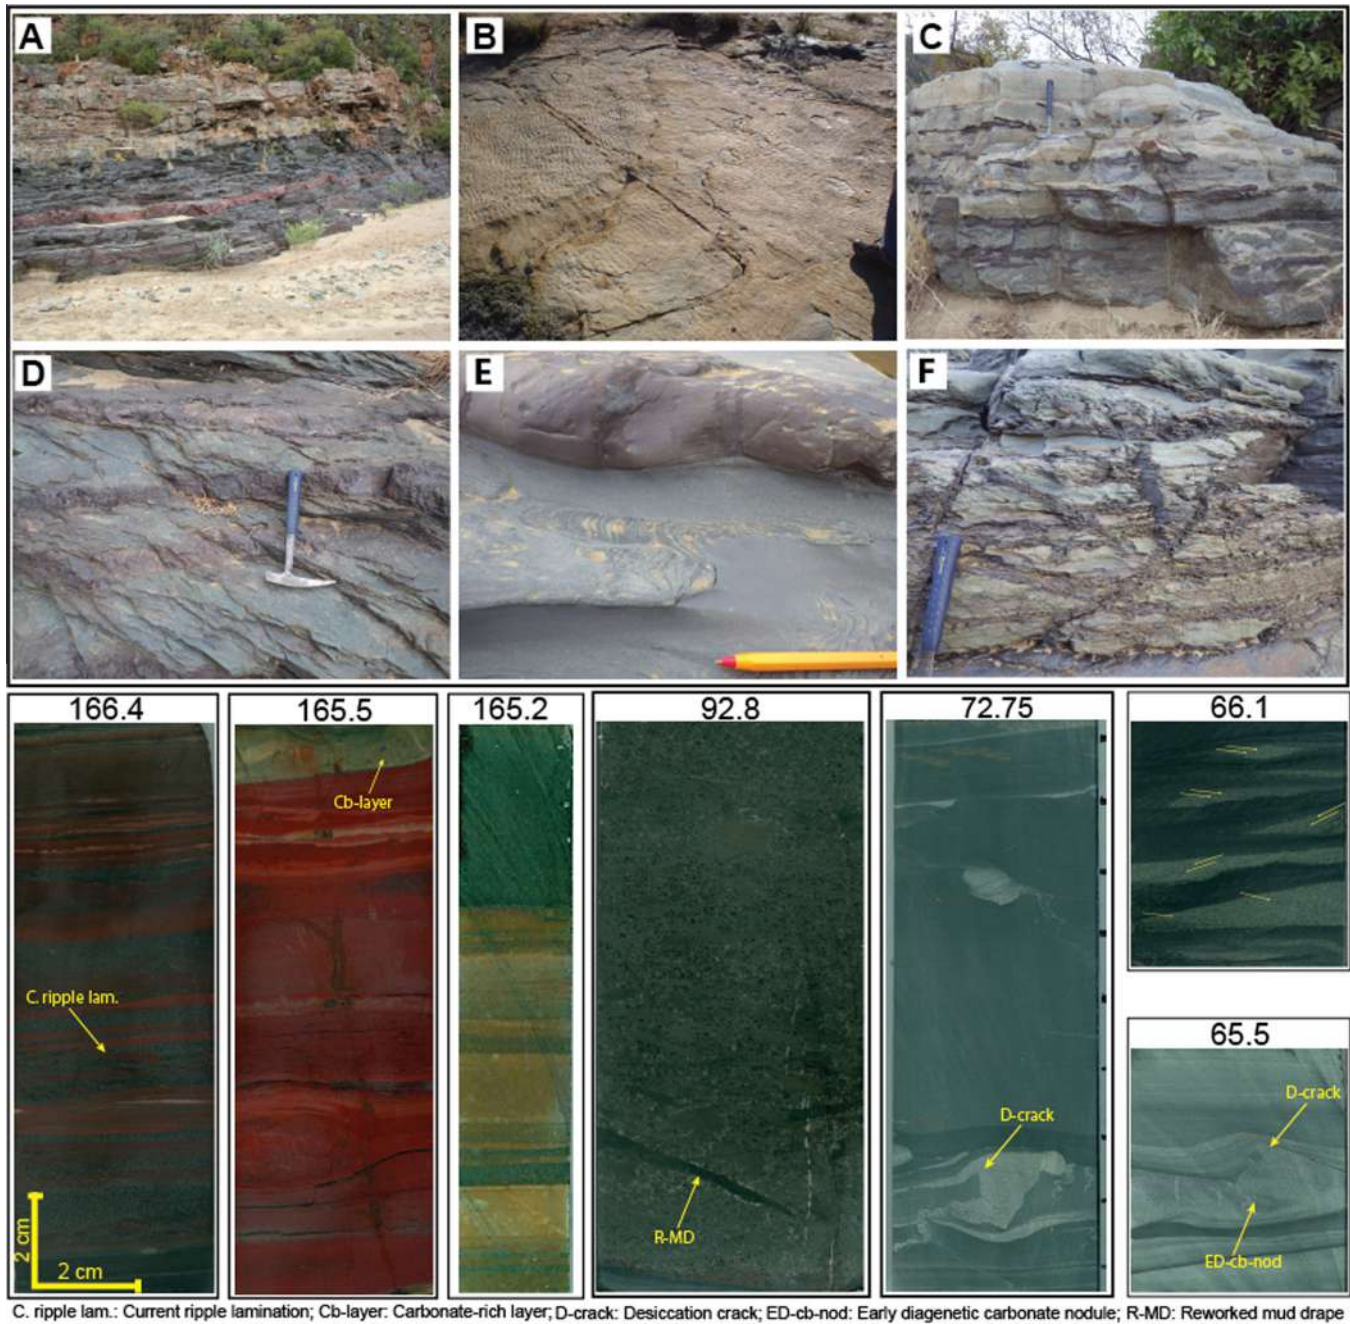 A
B
C
D
E
F
166.4
165.5
165.2
92.8
72.75
66.1
Cb-layer
C. ripple lam.
R-MD
D-crack
65.5
D-crack
ED-cb-nod
2 cm
2 cm
C. ripple lam.: Current ripple lamination; Cb-layer: Carbonate-rich layer; D-crack: Desiccation crack; ED-cb-nod: Early diagenetic carbonate nodule; R-MD: Reworked mud drape